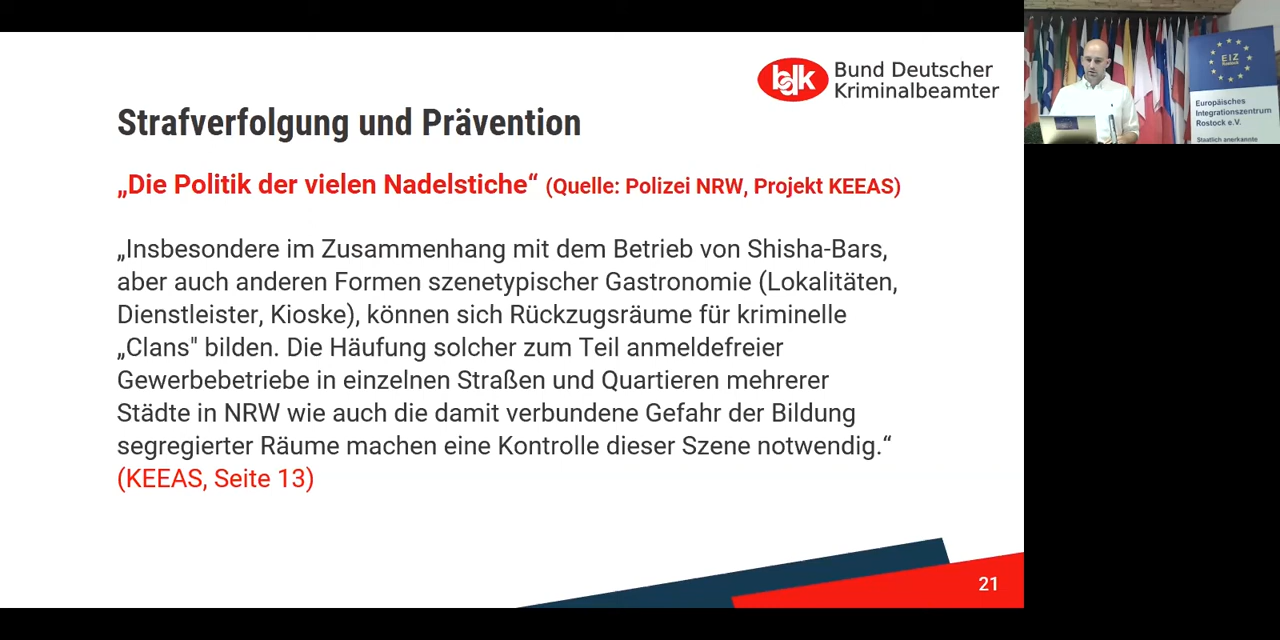 bdk Bund Deutscher
Kriminalbeamter
Strafverfolgung und Prävention
„Die Politik der vielen Nadelstiche“ (Quelle: Polizei NRW, Projekt KEEAS)
„Insbesondere im Zusammenhang mit dem Betrieb von Shisha-Bars,
aber auch anderen Formen szenetypischer Gastronomie (Lokalitäten,
Dienstleister, Kioske), können sich Rückzugsräume für kriminelle
„Clans" bilden. Die Häufung solcher zum Teil anmeldefreier
Gewerbebetriebe in einzelnen Straßen und Quartieren mehrerer
Städte in NRW wie auch die damit verbundene Gefahr der Bildung
segregierter Räume machen eine Kontrolle dieser Szene notwendig.“
(KEEAS, Seite 13)
21
EIZ
Rostock
Europäisches
Integrationszentrum
Rostock e.V.
Staatlich anerkannte